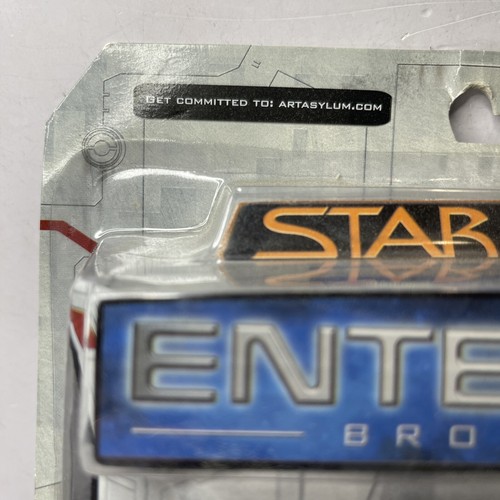 GET COMMITTED TO: ARTASYLUM.COM
STAR
ENTE
BRO